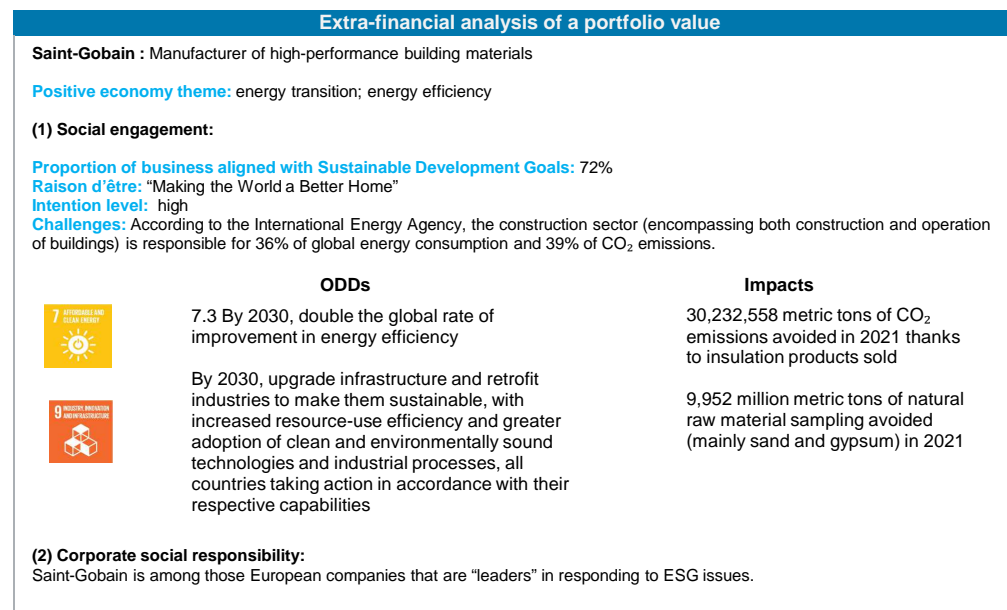 Extra-financial analysis of a portfolio value
Saint-Gobain : Manufacturer of high-performance building materials
Positive economy theme: energy transition; energy efficiency
(1) Social engagement:
Proportion of business aligned with Sustainable Development Goals: 72%
Raison d’être: “Making the World a Better Home”
Intention level: high
Challenges: According to the International Energy Agency, the construction sector (encompassing both construction and operation
of buildings) is responsible for 36% of global energy consumption and 39% of CO₂ emissions.
ODDs
Impacts
7 AFFORDABLE AND
CLEAN ENERGY
7.3 By 2030, double the global rate of
improvement in energy efficiency
30,232,558 metric tons of CO₂
emissions avoided in 2021 thanks
to insulation products sold
9 INDUSTRY, INNOVATION
AND INFRASTRUCTURE
By 2030, upgrade infrastructure and retrofit
industries to make them sustainable, with
increased resource-use efficiency and greater
adoption of clean and environmentally sound
technologies and industrial processes, all
countries taking action in accordance with their
respective capabilities
9,952 million metric tons of natural
raw material sampling avoided
(mainly sand and gypsum) in 2021
(2) Corporate social responsibility:
Saint-Gobain is among those European companies that are “leaders” in responding to ESG issues.